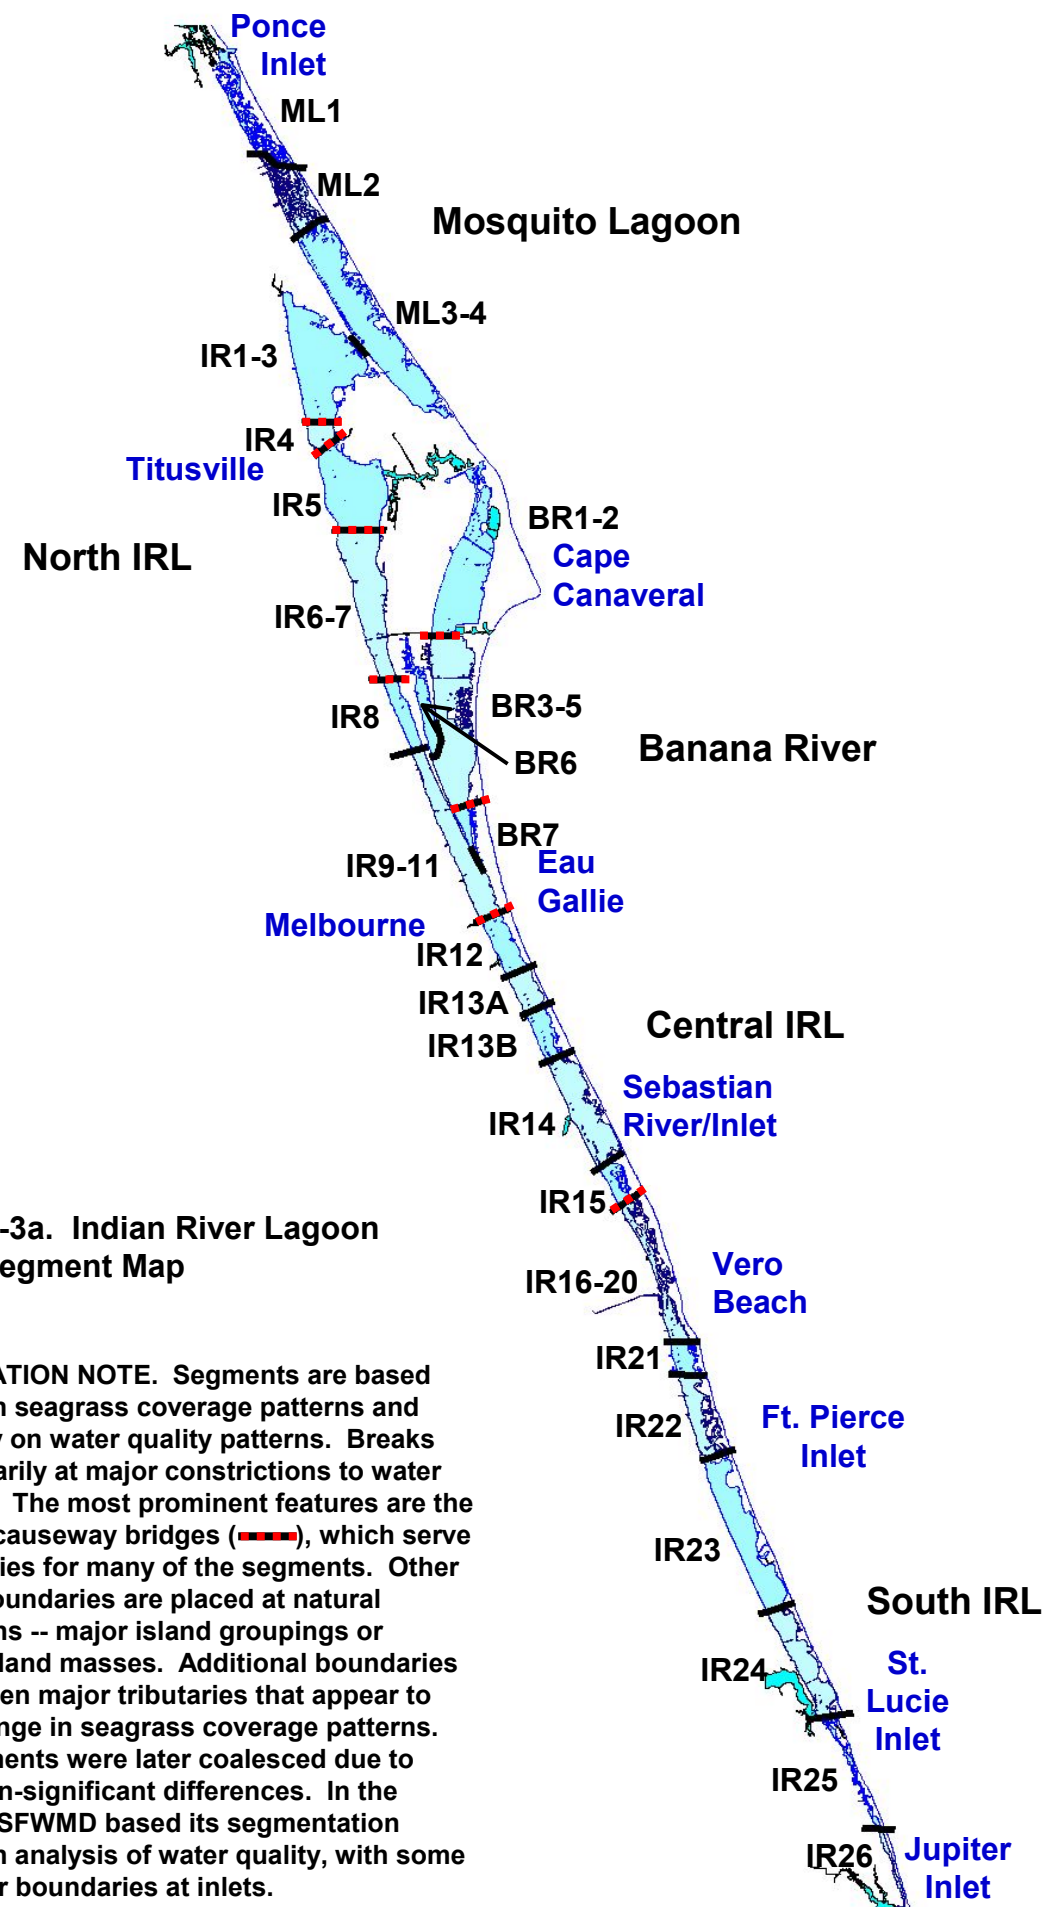 Ponce
Inlet
ML1
ML2
Mosquito Lagoon
ML3-4
IR1-3
IR4
Titusville
IR5
BR1-2
North IRL
Cape
Canaveral
IR6-7
BR3-5
IR8
Banana River
BR6
BR7
Eau
Gallie
IR9-11
Melbourne
IR12
IR13A
Central IRL
IR13B
Sebastian
River/Inlet
IR14
IR15
-3a. Indian River Lagoon
egment Map
Vero
Beach
IR16-20
IR21
ATION NOTE. Segments are based
n seagrass coverage patterns and
y on water quality patterns. Breaks
arily at major constrictions to water
The most prominent features are the
causeway bridges ( ), which serve
ies for many of the segments. Other
oundaries are placed at natural
ns -- major island groupings or
land masses. Additional boundaries
en major tributaries that appear to
nge in seagrass coverage patterns.
ments were later coalesced due to
n-significant differences. In the
SFWMD based its segmentation
n analysis of water quality, with some
r boundaries at inlets.
IR22
Ft. Pierce
Inlet
IR23
South IRL
IR24
St.
Lucie
Inlet
IR25
IR26
Jupiter
Inlet